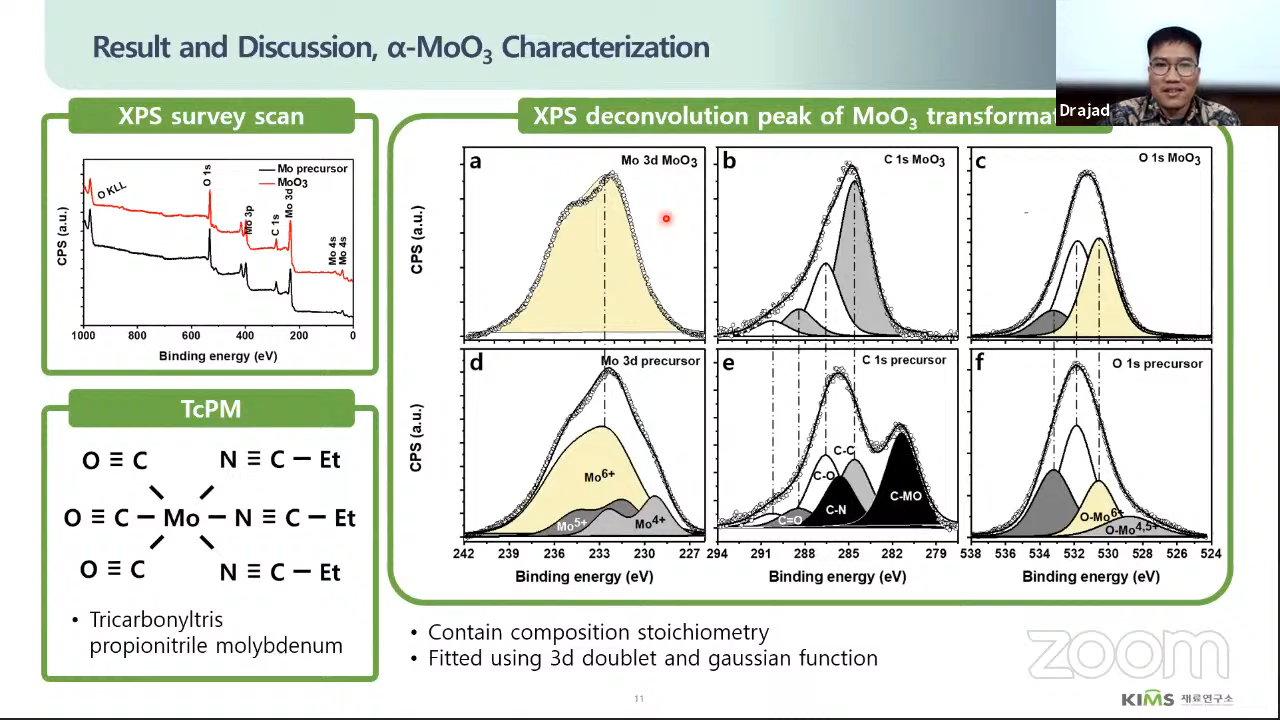 Result and Discussion, α-MoO₃ Characterization
Drajad
XPS survey scan
Mo precursor
MoO₃
O KLL
O 1s
Mo 3p
C 1s
Mo 3d
Mo 4s
Mo 4s
CPS (a.u.)
1000 800 600 400 200 0
Binding energy (eV)
TcPM
O ≡ C
N ≡ C — Et
O ≡ C — Mo — N ≡ C — Et
O ≡ C
N ≡ C — Et
• Tricarbonyltris
propionitrile molybdenum
XPS deconvolution peak of MoO₃ transformat
a
Mo 3d MoO₃
b
C 1s MoO₃
c
O 1s MoO₃
CPS (a.u.)
d
Mo 3d precursor
Mo6+
Mo5+
Mo4+
e
C 1s precursor
C-C
C-O
C-N
C=O
C-MO
f
O 1s precursor
O-Mo6+
O-Mo4,5+
CPS (a.u.)
242 239 236 233 230 227
294 291 288 285 282 279
538 536 534 532 530 528 526 524
Binding energy (eV)
Binding energy (eV)
Binding energy (eV)
• Contain composition stoichiometry
• Fitted using 3d doublet and gaussian function
zoom
11
KIMS 재료연구소